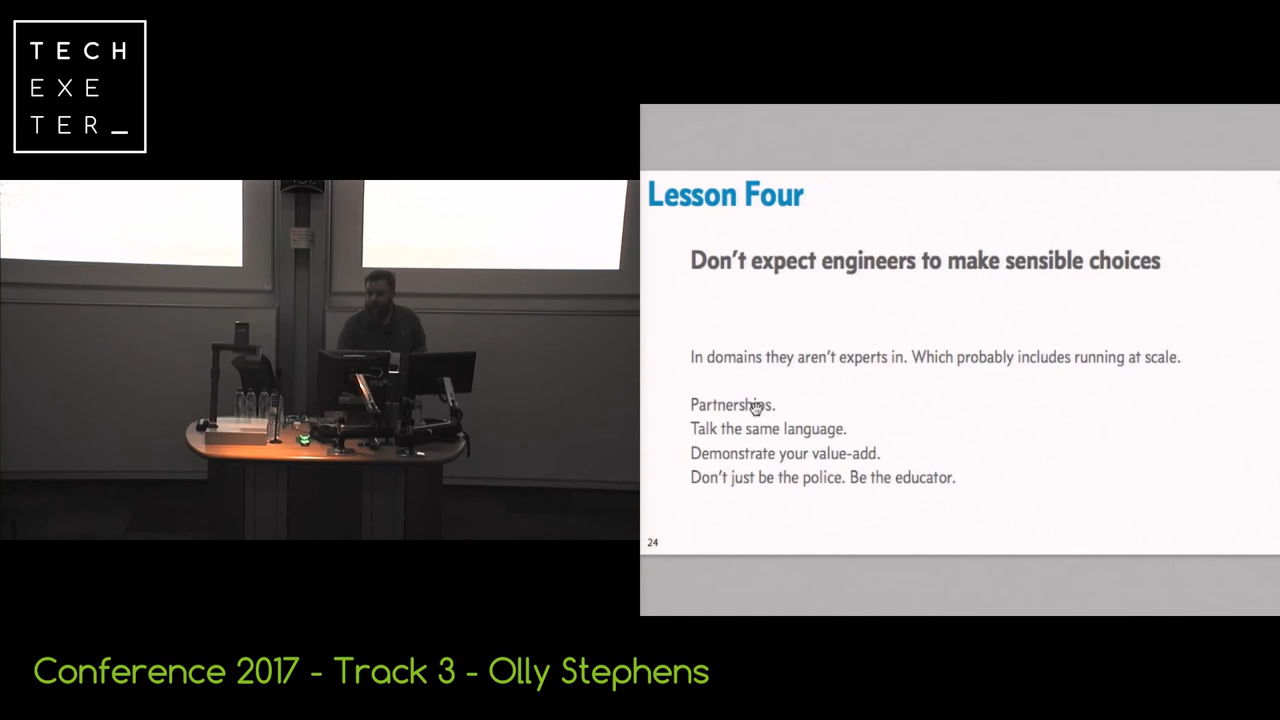 TECH
EXE
TER_
Lesson Four
Don't expect engineers to make sensible choices
In domains they aren't experts in. Which probably includes running at scale.
Partnerships.
Talk the same language.
Demonstrate your value-add.
Don't just be the police. Be the educator.
24
Conference 2017 - Track 3 - Olly Stephens